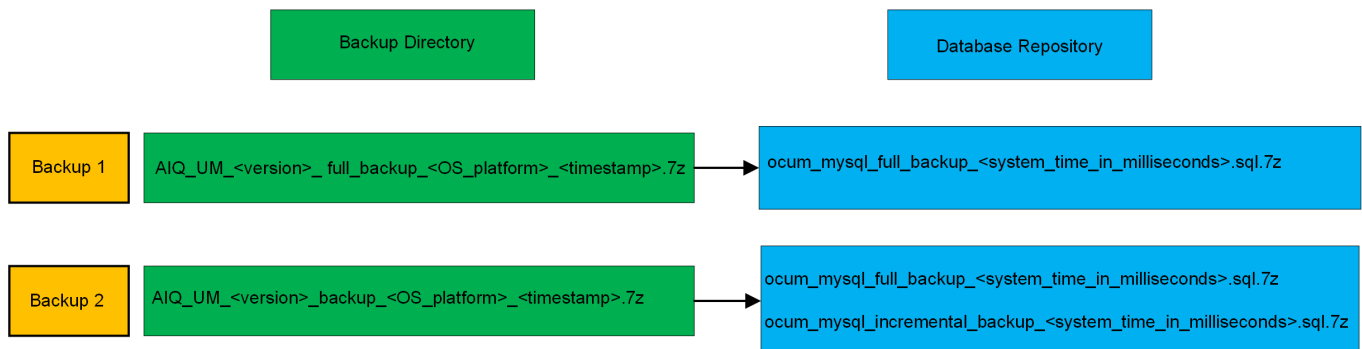 Backup Directory
Database Repository
Backup 1
AIQ_UM_<version>_ full_backup_<OS_platform>_<timestamp>.7z
ocum_mysql_full_backup_<system_time_in_milliseconds>.sql.7z
Backup 2
AIQ_UM_<version>_backup_<OS_platform>_<timestamp>.7z
ocum_mysql_full_backup_<system_time_in_milliseconds>.sql.7z
ocum_mysql_incremental_backup_<system_time_in_milliseconds>.sql.7z